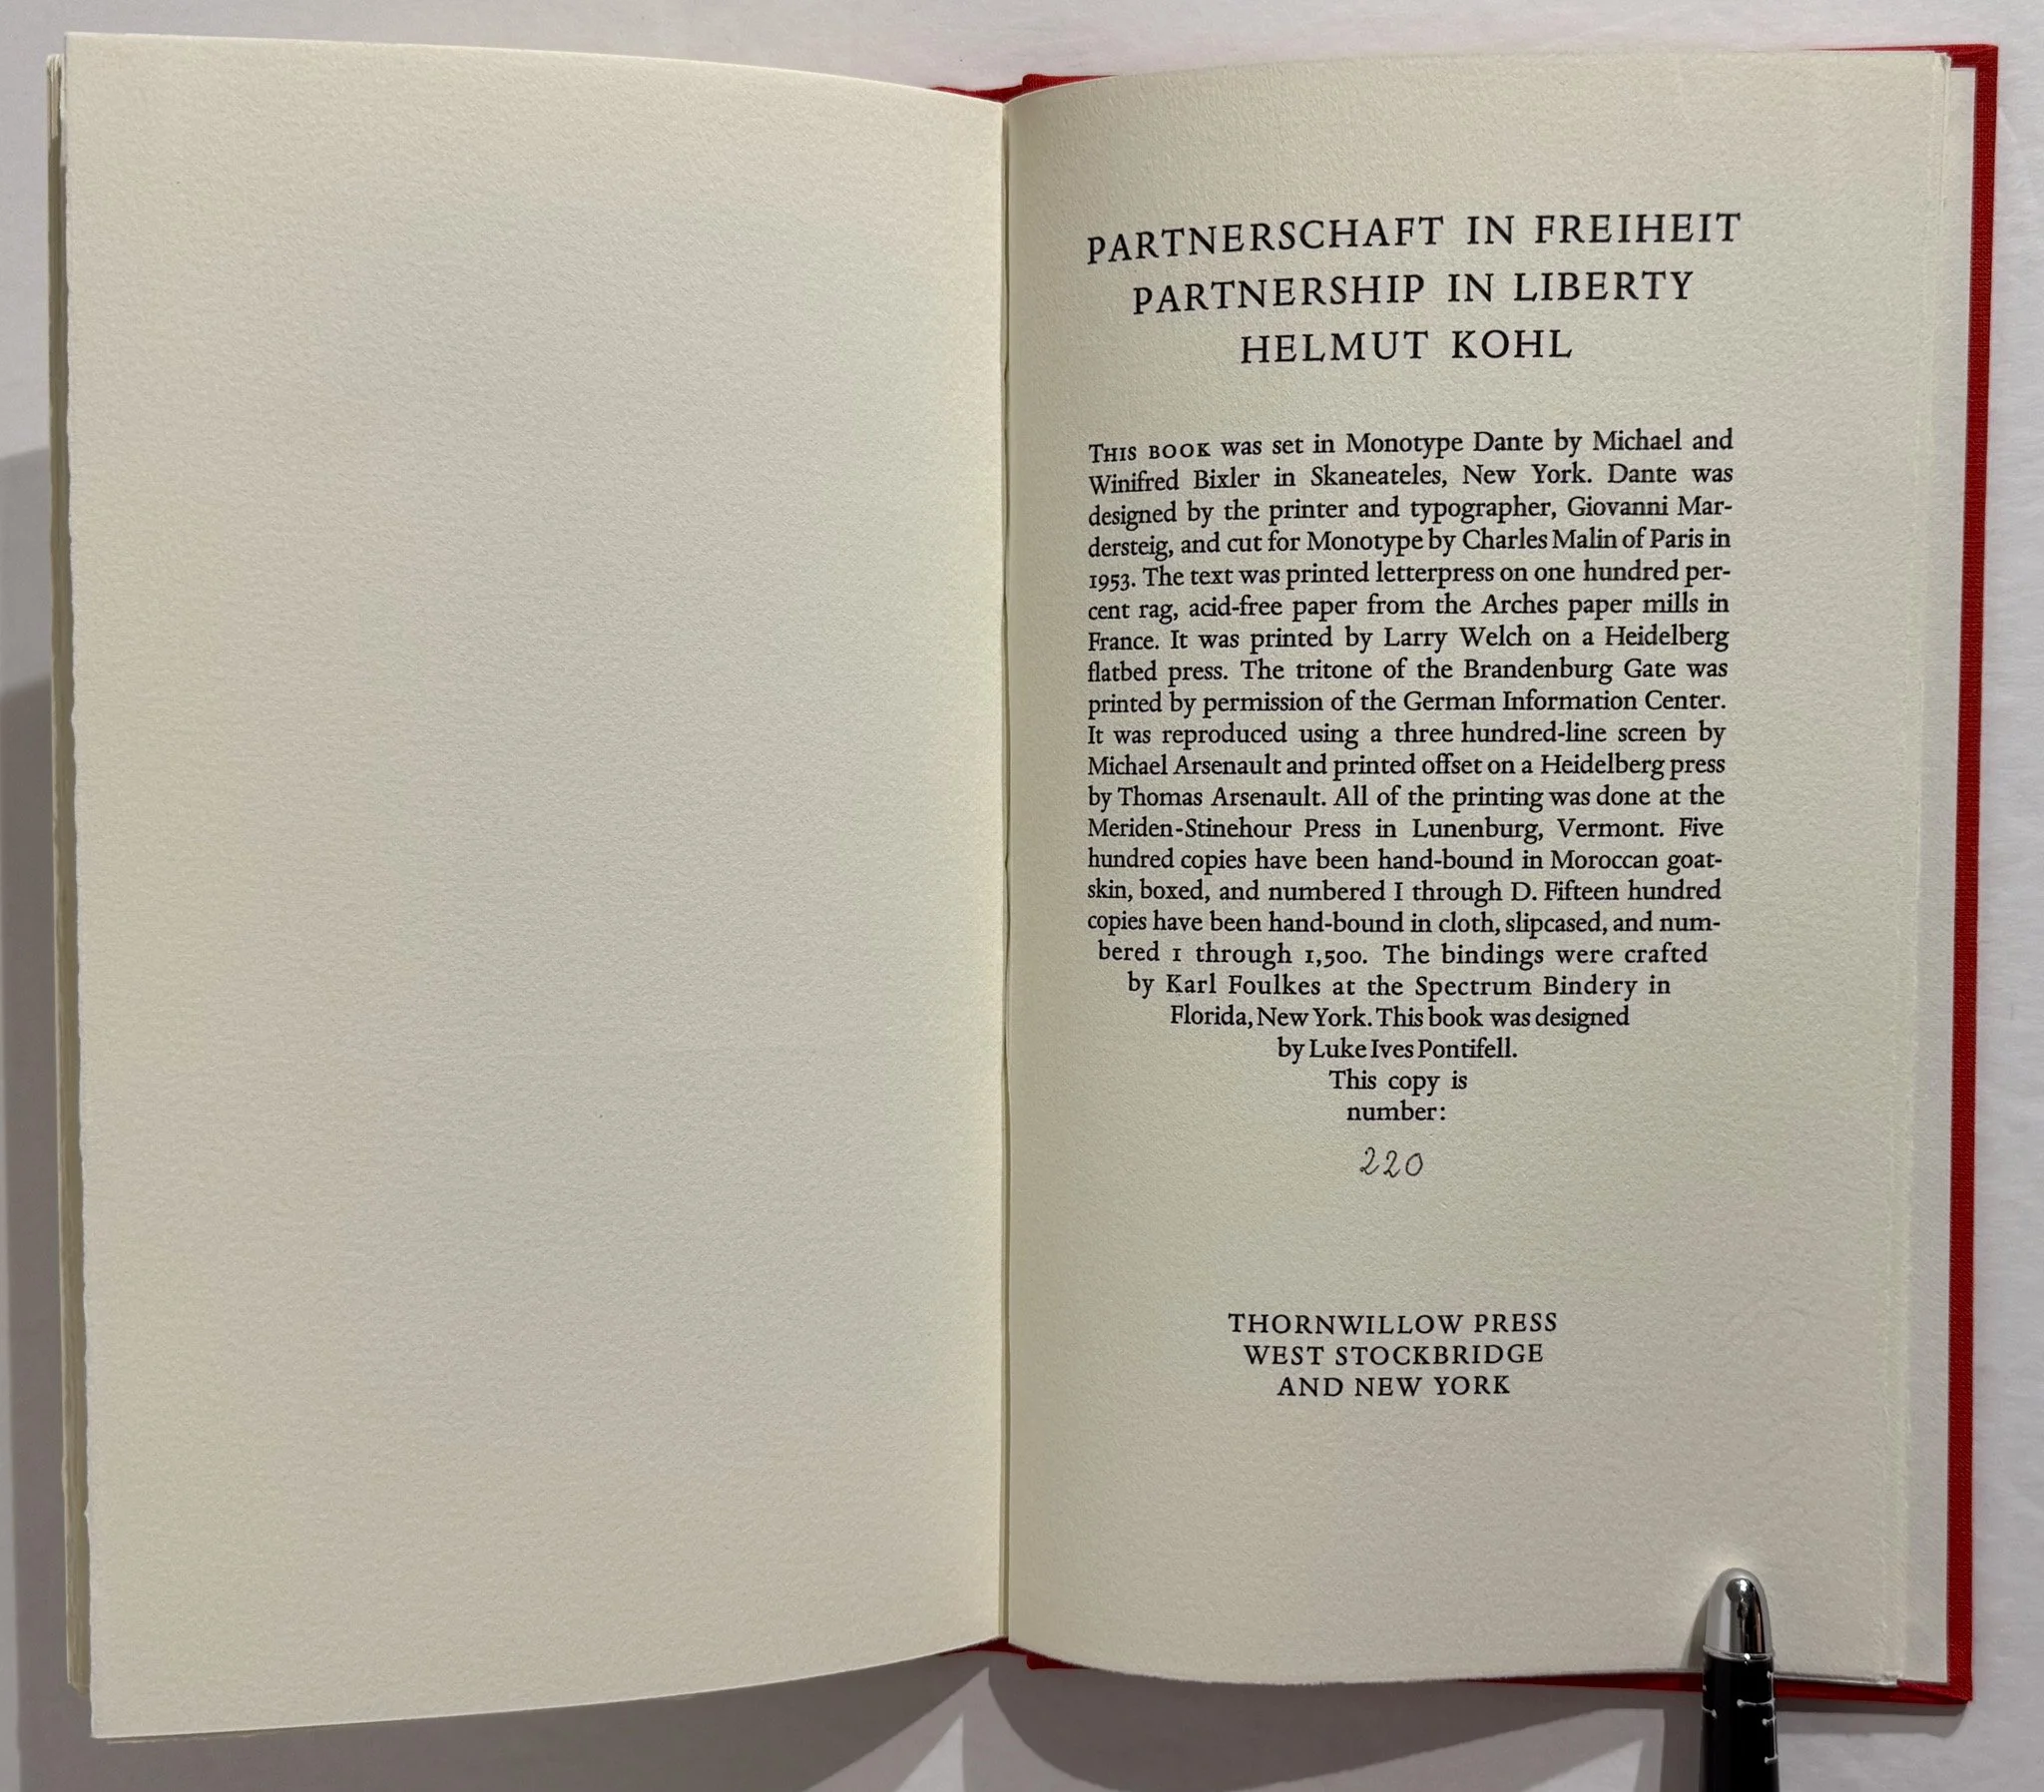 PARTNERSCHAFT IN FREIHEIT
PARTNERSHIP IN LIBERTY
HELMUT KOHL
THIS BOOK was set in Monotype Dante by Michael and
Winifred Bixler in Skaneateles, New York. Dante was
designed by the printer and typographer, Giovanni Mar-
dersteig, and cut for Monotype by Charles Malin of Paris in
1953. The text was printed letterpress on one hundred per-
cent rag, acid-free paper from the Arches paper mills in
France. It was printed by Larry Welch on a Heidelberg
flatbed press. The tritone of the Brandenburg Gate was
printed by permission of the German Information Center.
It was reproduced using a three hundred-line screen by
Michael Arsenault and printed offset on a Heidelberg press
by Thomas Arsenault. All of the printing was done at the
Meriden-Stinehour Press in Lunenburg, Vermont. Five
hundred copies have been hand-bound in Moroccan goat-
skin, boxed, and numbered I through D. Fifteen hundred
copies have been hand-bound in cloth, slipcased, and num-
bered 1 through 1,500. The bindings were crafted
by Karl Foulkes at the Spectrum Bindery in
Florida, New York. This book was designed
by Luke Ives Pontifell.
This copy is
number:
220
THORNWILLOW PRESS
WEST STOCKBRIDGE
AND NEW YORK